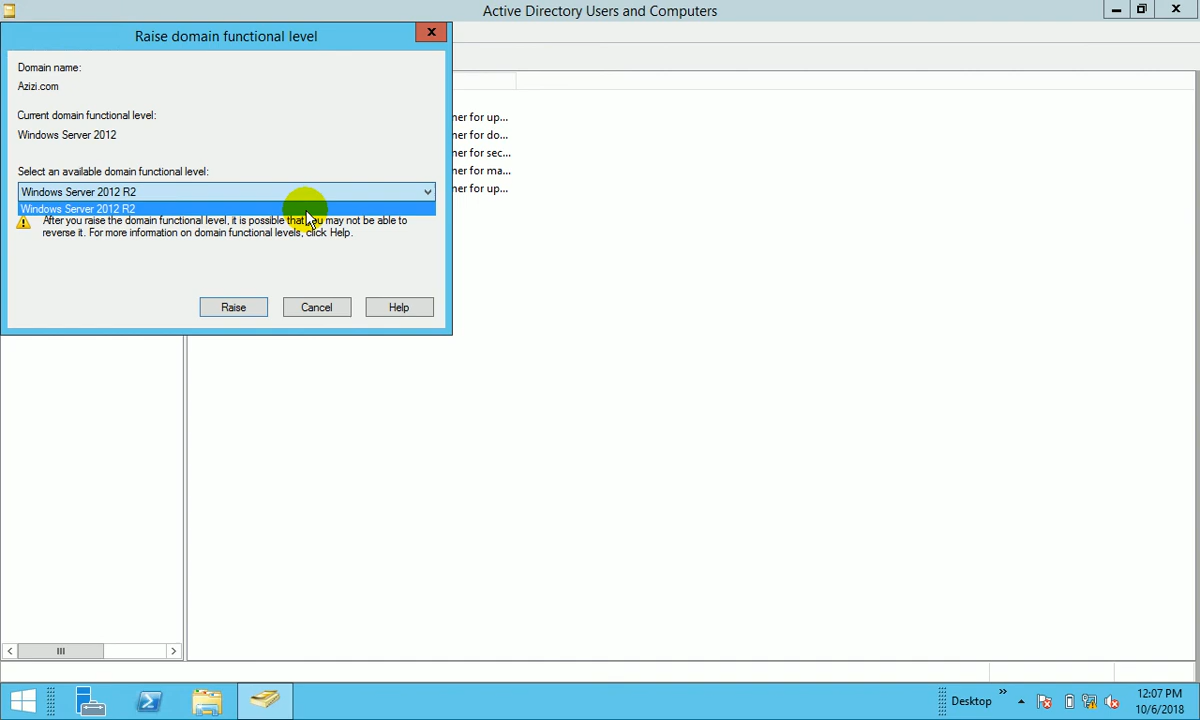 Active Directory Users and Computers
Raise domain functional level
Domain name:
Azizi.com
Current domain functional level:
Windows Server 2012
Select an available domain functional level:
Windows Server 2012 R2
Windows Server 2012 R2
After you raise the domain functional level, it is possible that you may not be able to
reverse it. For more information on domain functional levels, click Help.
Raise
Cancel
Help
ner for up...
ner for do...
ner for sec...
ner for ma...
ner for up...
Desktop
12:07 PM
10/6/2018